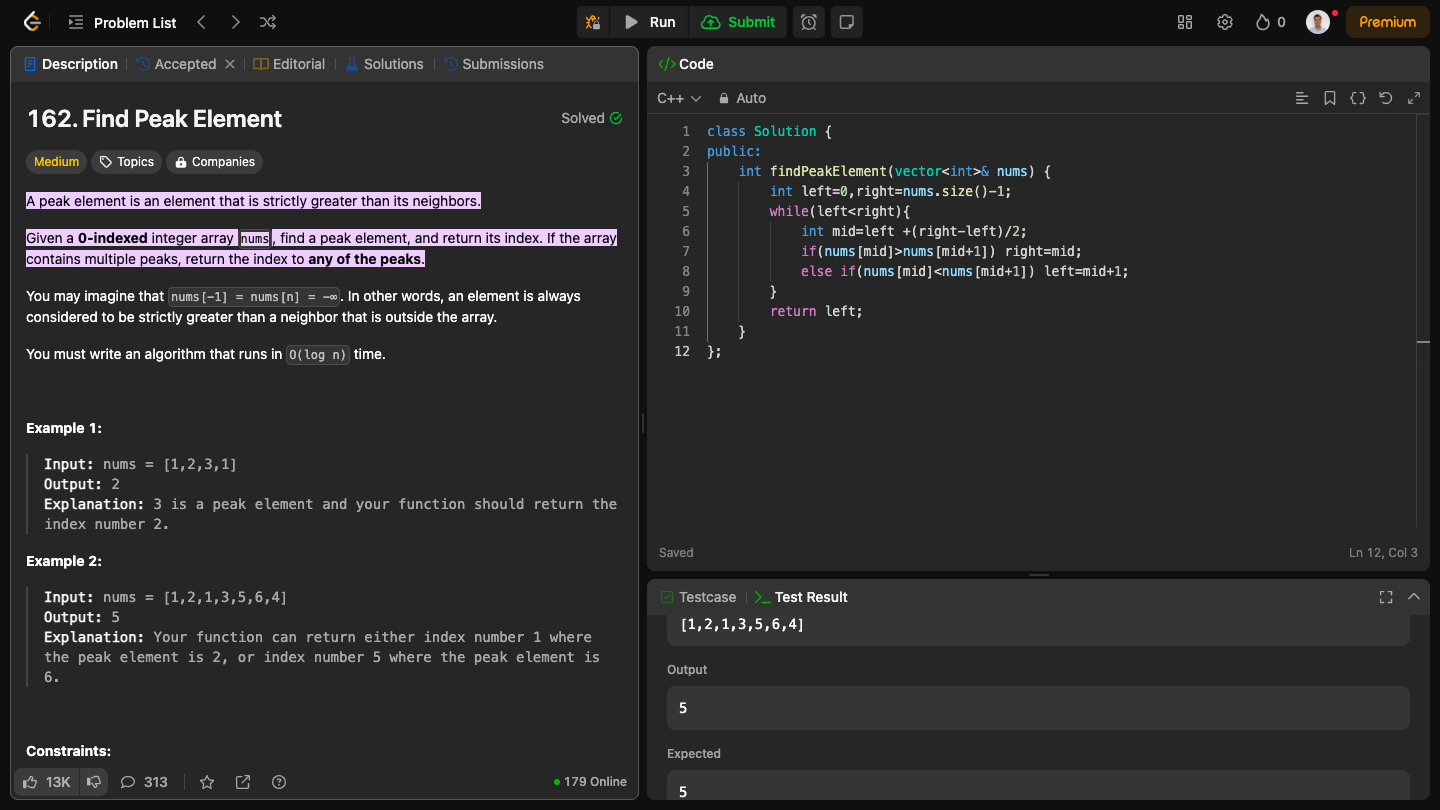 Problem List
Run
Submit
0
Premium
Description
Accepted
Editorial
Solutions
Submissions
162. Find Peak Element
Solved
Medium
Topics
Companies
A peak element is an element that is strictly greater than its neighbors.
Given a 0-indexed integer array nums, find a peak element, and return its index. If the array
contains multiple peaks, return the index to any of the peaks.
You may imagine that nums[-1] = nums[n] = -∞. In other words, an element is always
considered to be strictly greater than a neighbor that is outside the array.
You must write an algorithm that runs in O(log n) time.
Example 1:
Input: nums = [1,2,3,1]
Output: 2
Explanation: 3 is a peak element and your function should return the
index number 2.
Example 2:
Input: nums = [1,2,1,3,5,6,4]
Output: 5
Explanation: Your function can return either index number 1 where
the peak element is 2, or index number 5 where the peak element is
6.
Constraints:
13K
313
179 Online
</> Code
C++
Auto
1 class Solution {
2 public:
3     int findPeakElement(vector<int>& nums) {
4         int left=0,right=nums.size()-1;
5         while(left<right){
6             int mid=left +(right-left)/2;
7             if(nums[mid]>nums[mid+1]) right=mid;
8             else if(nums[mid]<nums[mid+1]) left=mid+1;
9         }
10         return left;
11     }
12 };
Saved
Ln 12, Col 3
Testcase
Test Result
[1,2,1,3,5,6,4]
Output
5
Expected
5